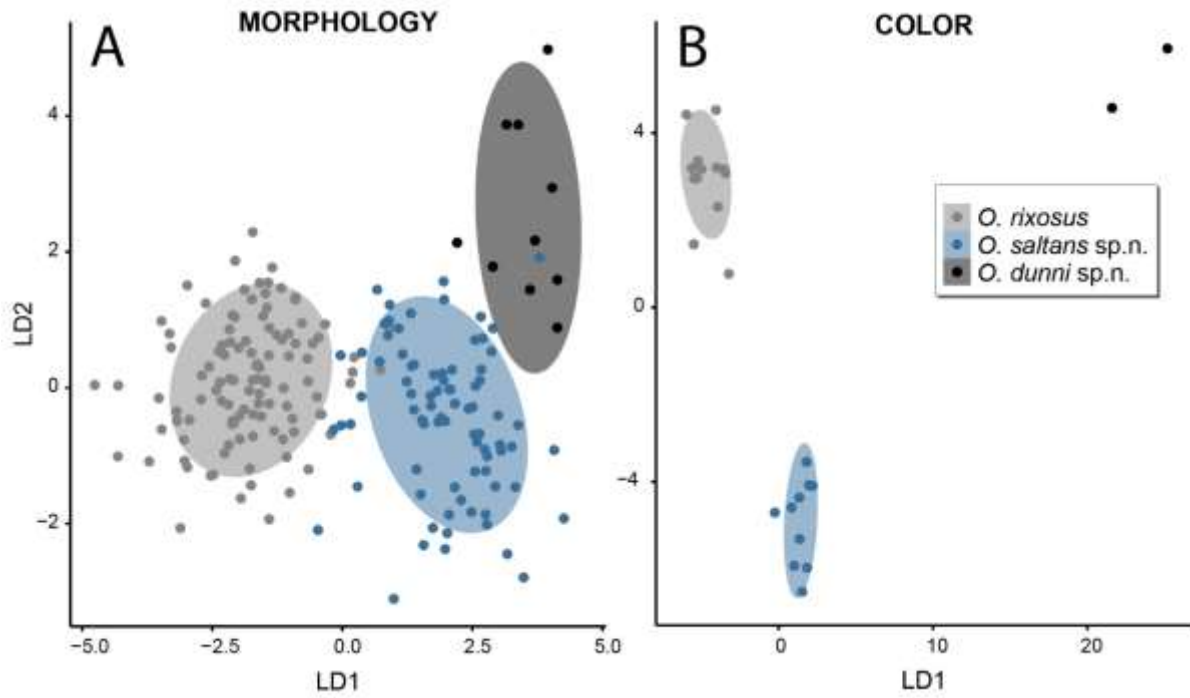 MORPHOLOGY
A
4
2
0
−2
LD2
−5.0
−2.5
0.0
2.5
5.0
LD1
COLOR
B
4
0
−4
0
10
20
LD1
O. rixosus
O. saltans sp.n.
O. dunni sp.n.